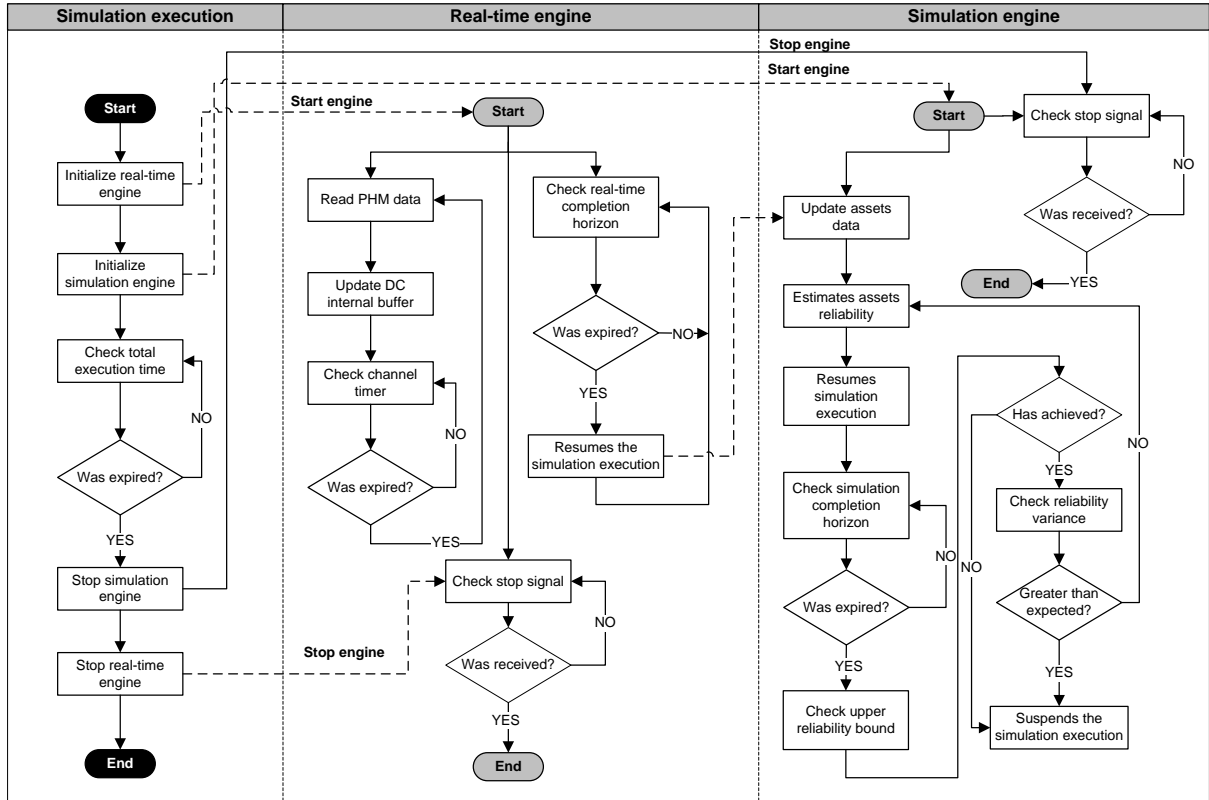 Simulation execution
Real-time engine
Simulation engine
Stop engine
Start engine
Start engine
Start
Initialize real-time
engine
Initialize
simulation engine
Check total
execution time
NO
Was expired?
YES
Stop simulation
engine
Stop real-time
engine
End
Start
Read PHM data
Update DC
internal buffer
Check channel
timer
NO
Was expired?
YES
Check real-time
completion
horizon
Was expired?
NO
YES
Resumes the
simulation execution
Check stop signal
NO
Stop engine
Was received?
YES
End
Start
Check stop signal
NO
Was received?
YES
End
Update assets
data
Estimates assets
reliability
Resumes
simulation
execution
Check simulation
completion
horizon
NO
Was expired?
YES
Check upper
reliability bound
Has achieved?
NO
YES
Check reliability
variance
NO
Greater than
expected?
YES
Suspends the
simulation execution